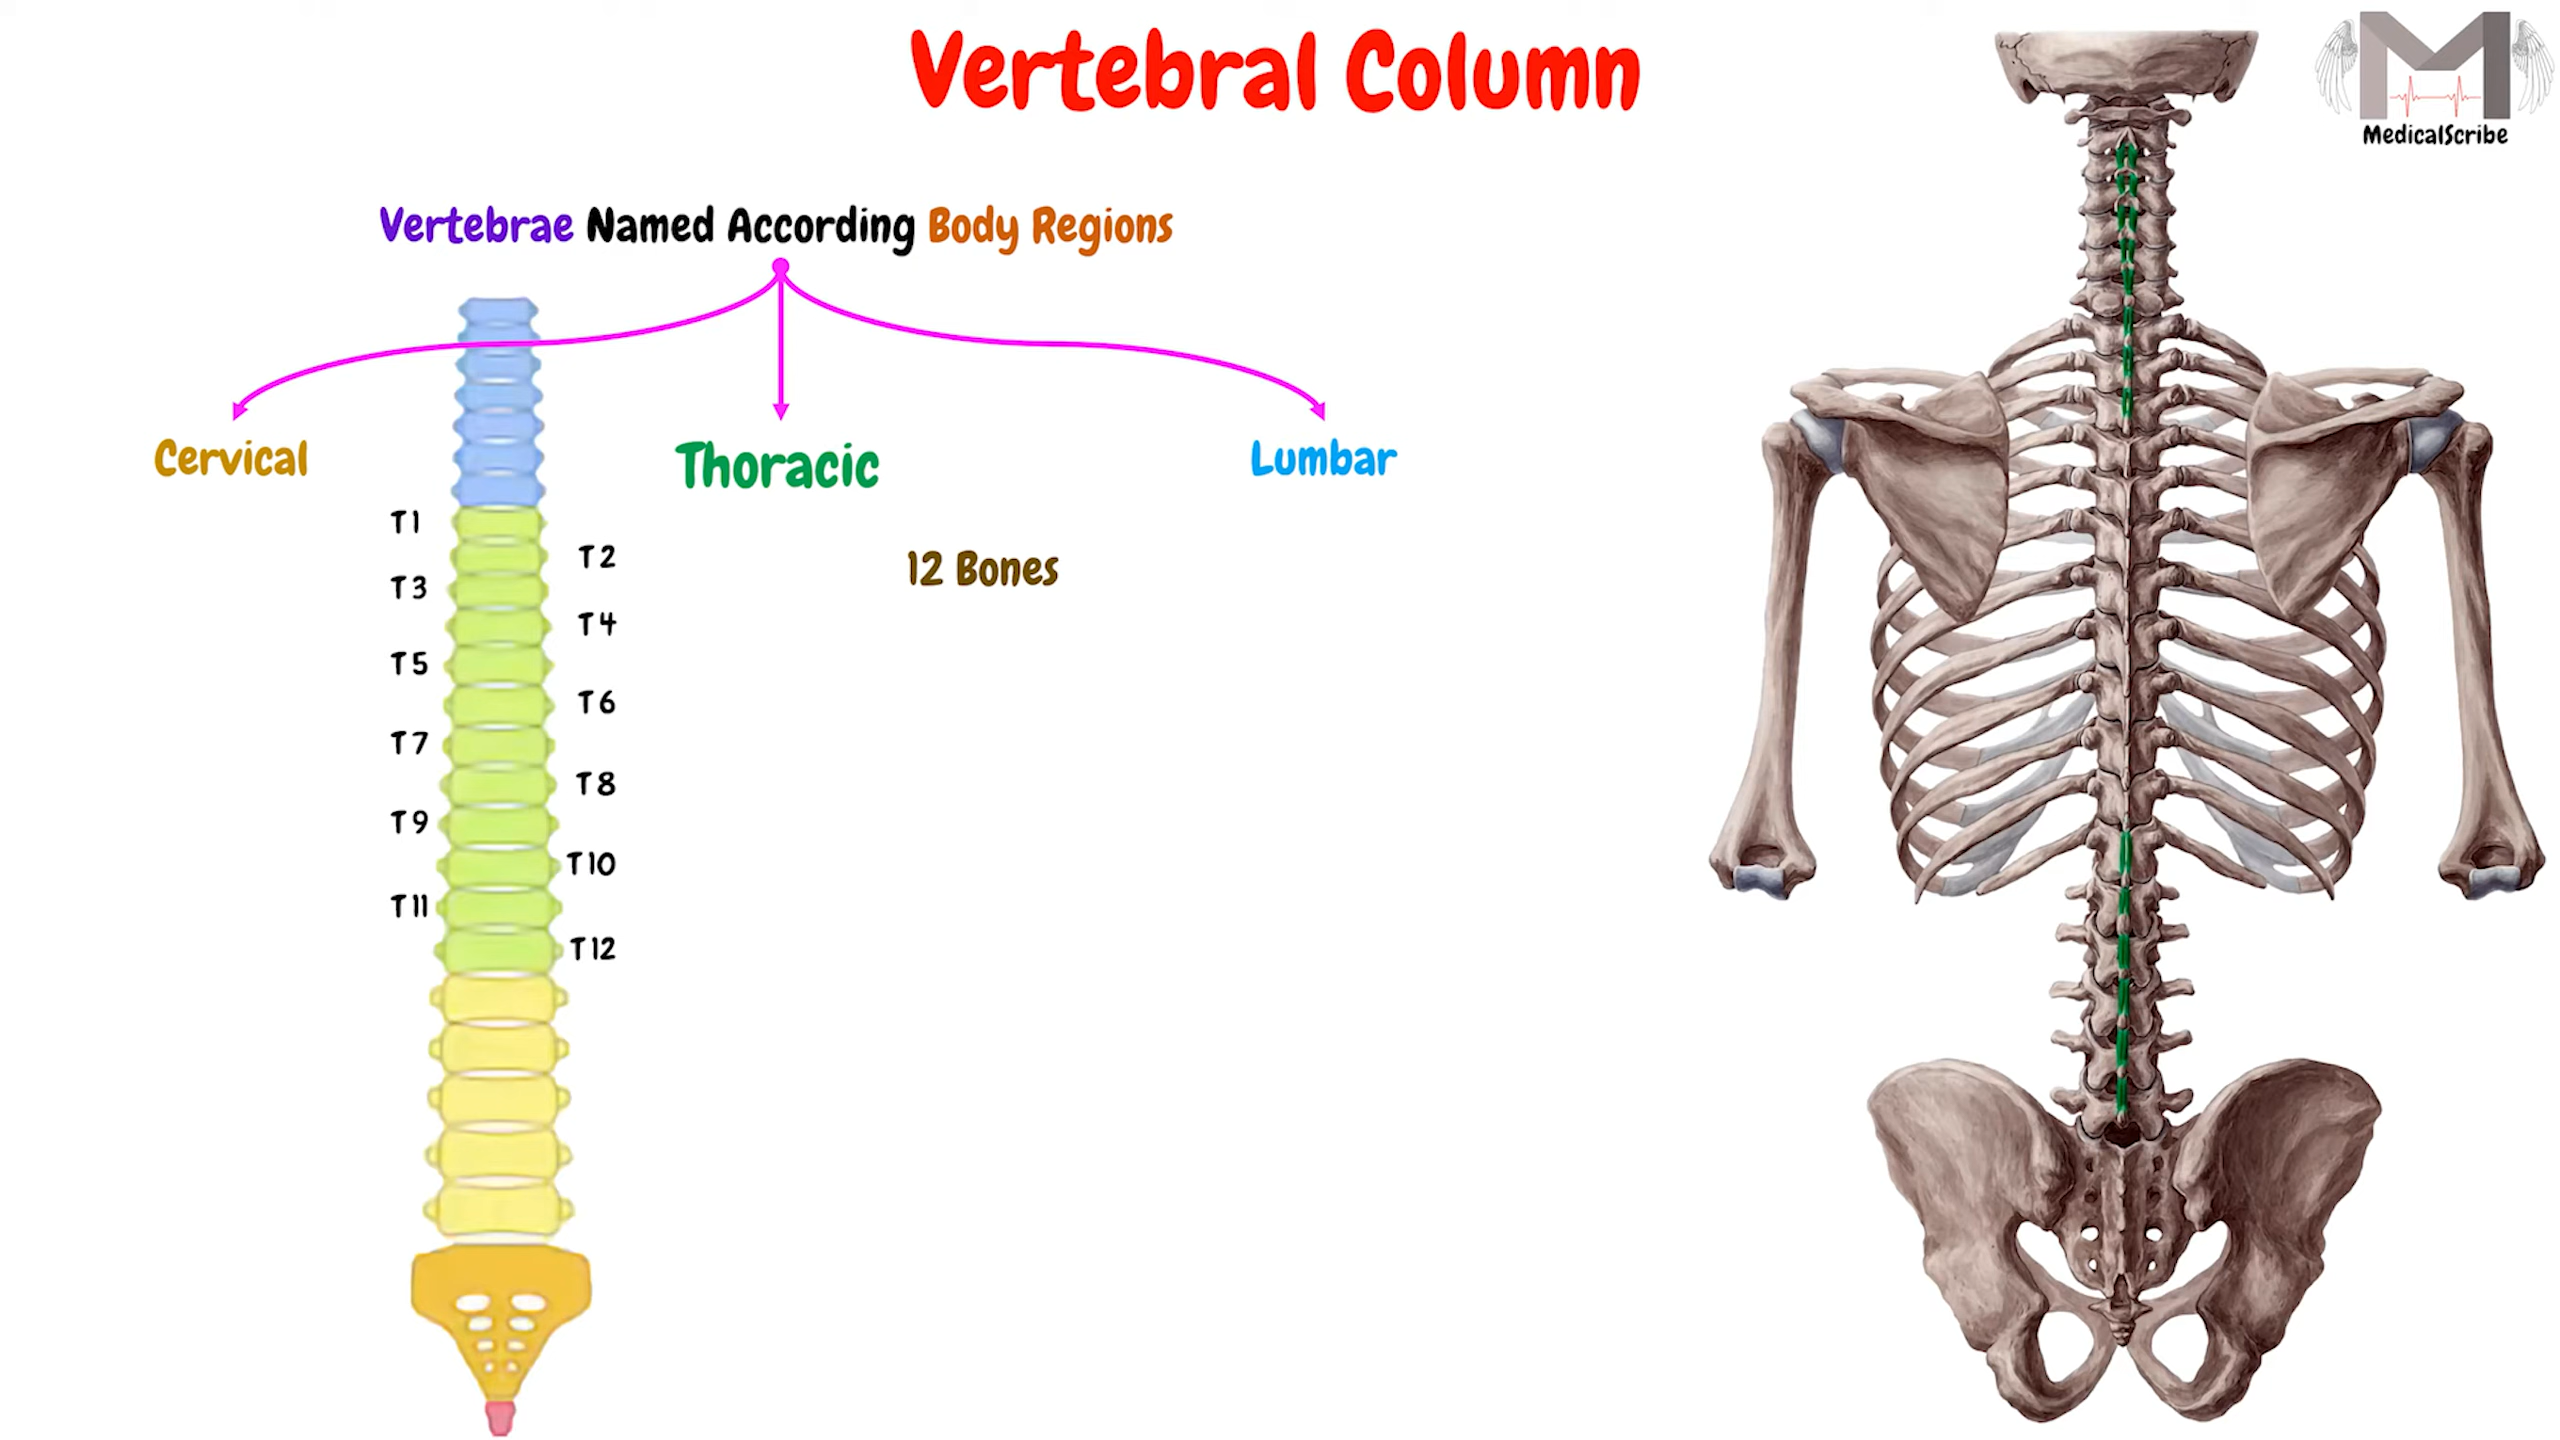 Vertebral Column
MedicalScribe
Vertebrae Named According Body Regions
Cervical
Thoracic
Lumbar
12 Bones
T1
T2
T3
T4
T5
T6
T7
T8
T9
T10
T11
T12